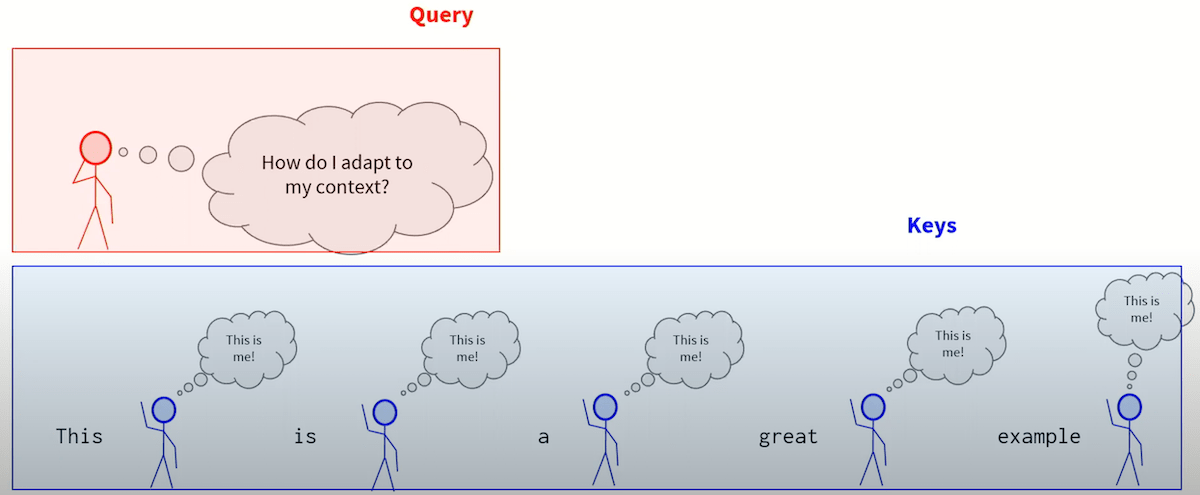 Query
How do I adapt to
my context?
Keys
This is
me!
This is
me!
This is
me!
This is
me!
This is
me!
This is a great example